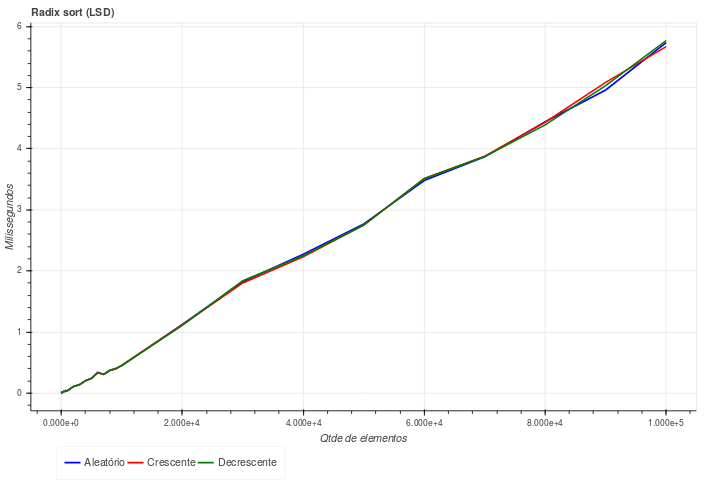 Radix sort (LSD)
6
5
4
3
2
1
0
Milissegundos
0.000e+0 2.000e+4 4.000e+4 6.000e+4 8.000e+4 1.000e+5
Qtde de elementos
Aleatório Crescente Decrescente